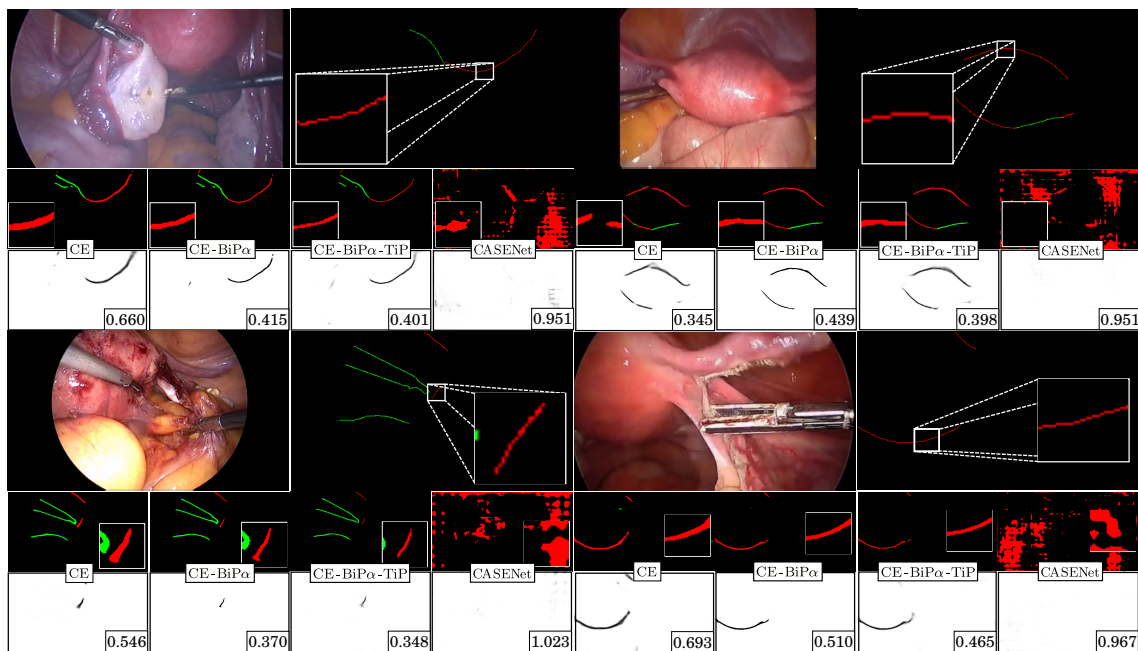 CE CE-BiPα CE-BiPα-TiP CASENet CE CE-BiPα CE-BiPα-TiP CASENet
0.660 0.415 0.401 0.951 0.345 0.439 0.398 0.951
CE CE-BiPα CE-BiPα-TiP CASENet CE CE-BiPα CE-BiPα-TiP CASENet
0.546 0.370 0.348 1.023 0.693 0.510 0.465 0.967